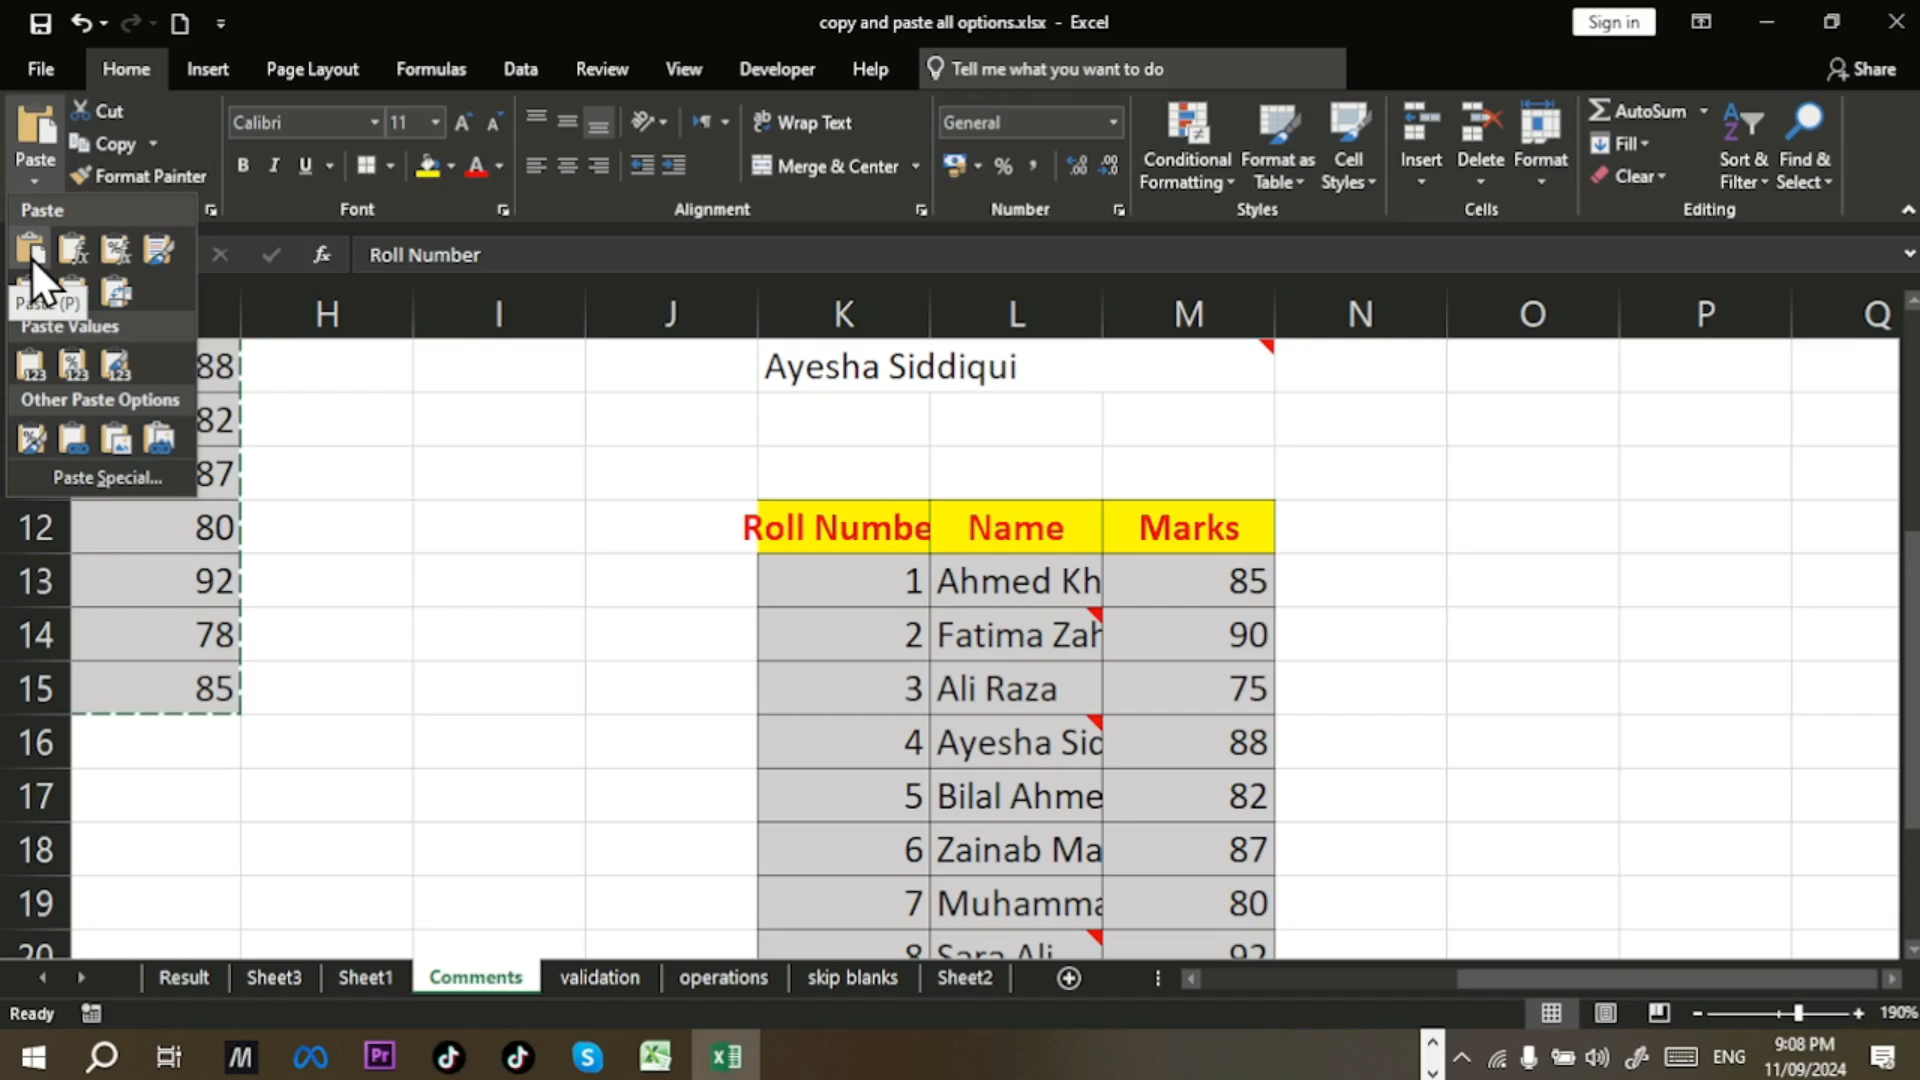 copy and paste all options.xlsx - Excel
Sign in
File Home Insert Page Layout Formulas Data Review View Developer Help Tell me what you want to do Share
Paste
Cut
Copy
Format Painter
Calibri 11
B I U
Font
Wrap Text
Merge & Center
Alignment
General
Number
Conditional Formatting
Format as Table
Cell Styles
Styles
Insert Delete Format
Cells
AutoSum
Fill
Clear
Sort & Filter
Find & Select
Editing
Paste
Paste Values
Other Paste Options
Paste Special...
fx Roll Number
H I J K L M N O P Q
88 Ayesha Siddiqui
82
87
12 80 Roll Numbe Name Marks
13 92 1 Ahmed Kh 85
14 78 2 Fatima Zah 90
15 85 3 Ali Raza 75
16 4 Ayesha Sid 88
17 5 Bilal Ahme 82
18 6 Zainab Ma 87
19 7 Muhamma 80
20 8 Sara Ali 92
Result Sheet3 Sheet1 Comments validation operations skip blanks Sheet2
Ready 190%
ENG 9:08 PM
11/09/2024